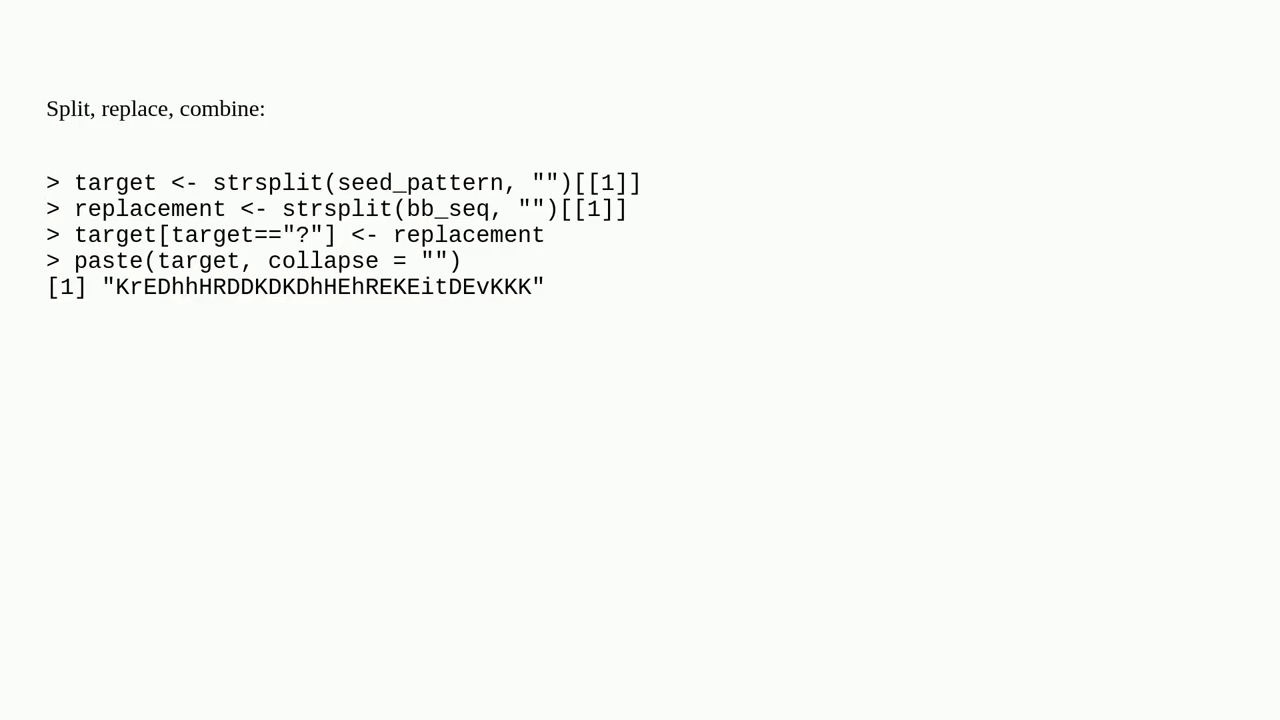 Split, replace, combine:
> target <- strsplit(seed_pattern, "")[[1]]
> replacement <- strsplit(bb_seq, "")[[1]]
> target[target=="?"] <- replacement
> paste(target, collapse = "")
[1] "KrEDhhHRDDKDKDhHEhREKEitDEvKKK"